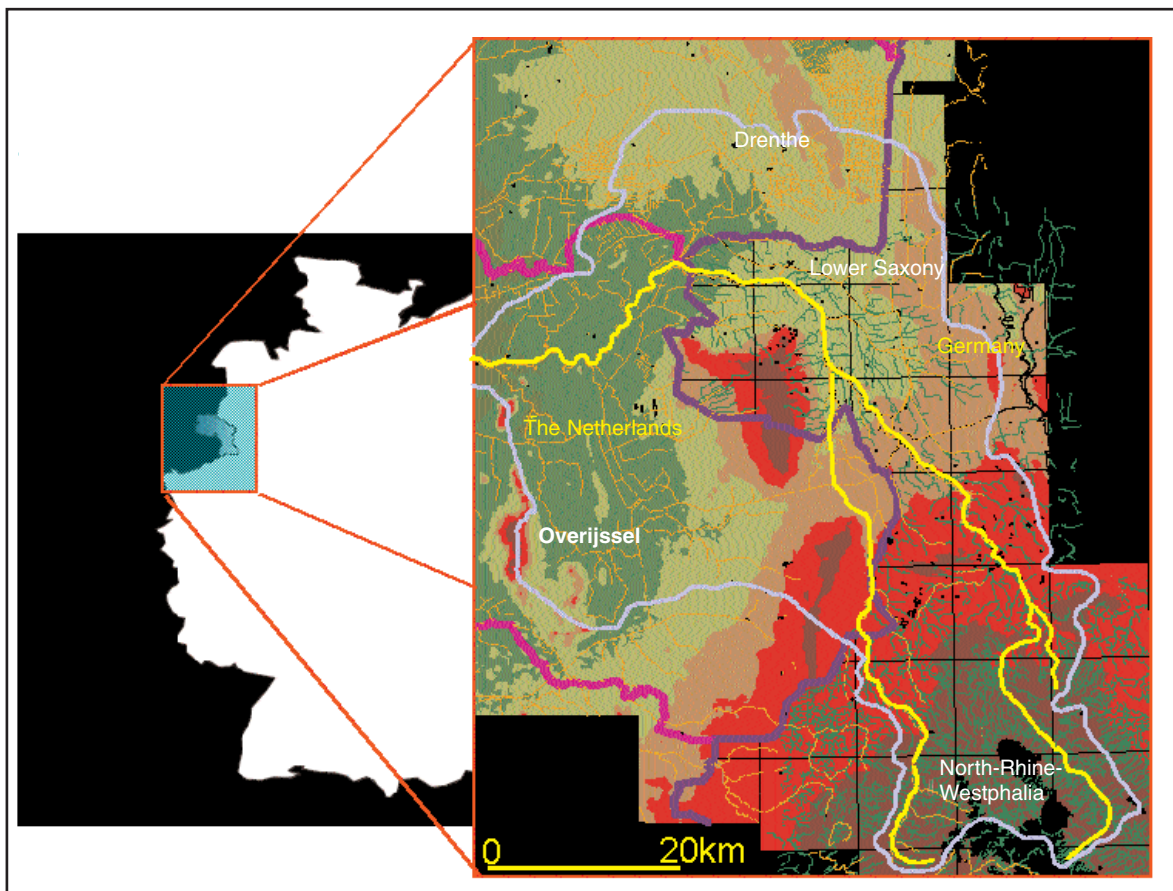 Drenthe
Lower Saxony
Germany
The Netherlands
Overijssel
North-Rhine-
Westphalia
0 20km